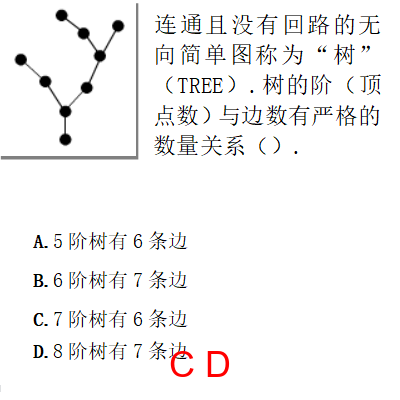 连通且没有回路的无
向简单图称为“树”
（TREE）.树的阶（顶
点数）与边数有严格的
数量关系（）.
A.5阶树有6条边
B.6阶树有7条边
C.7阶树有6条边
D.8阶树有7条边
C D